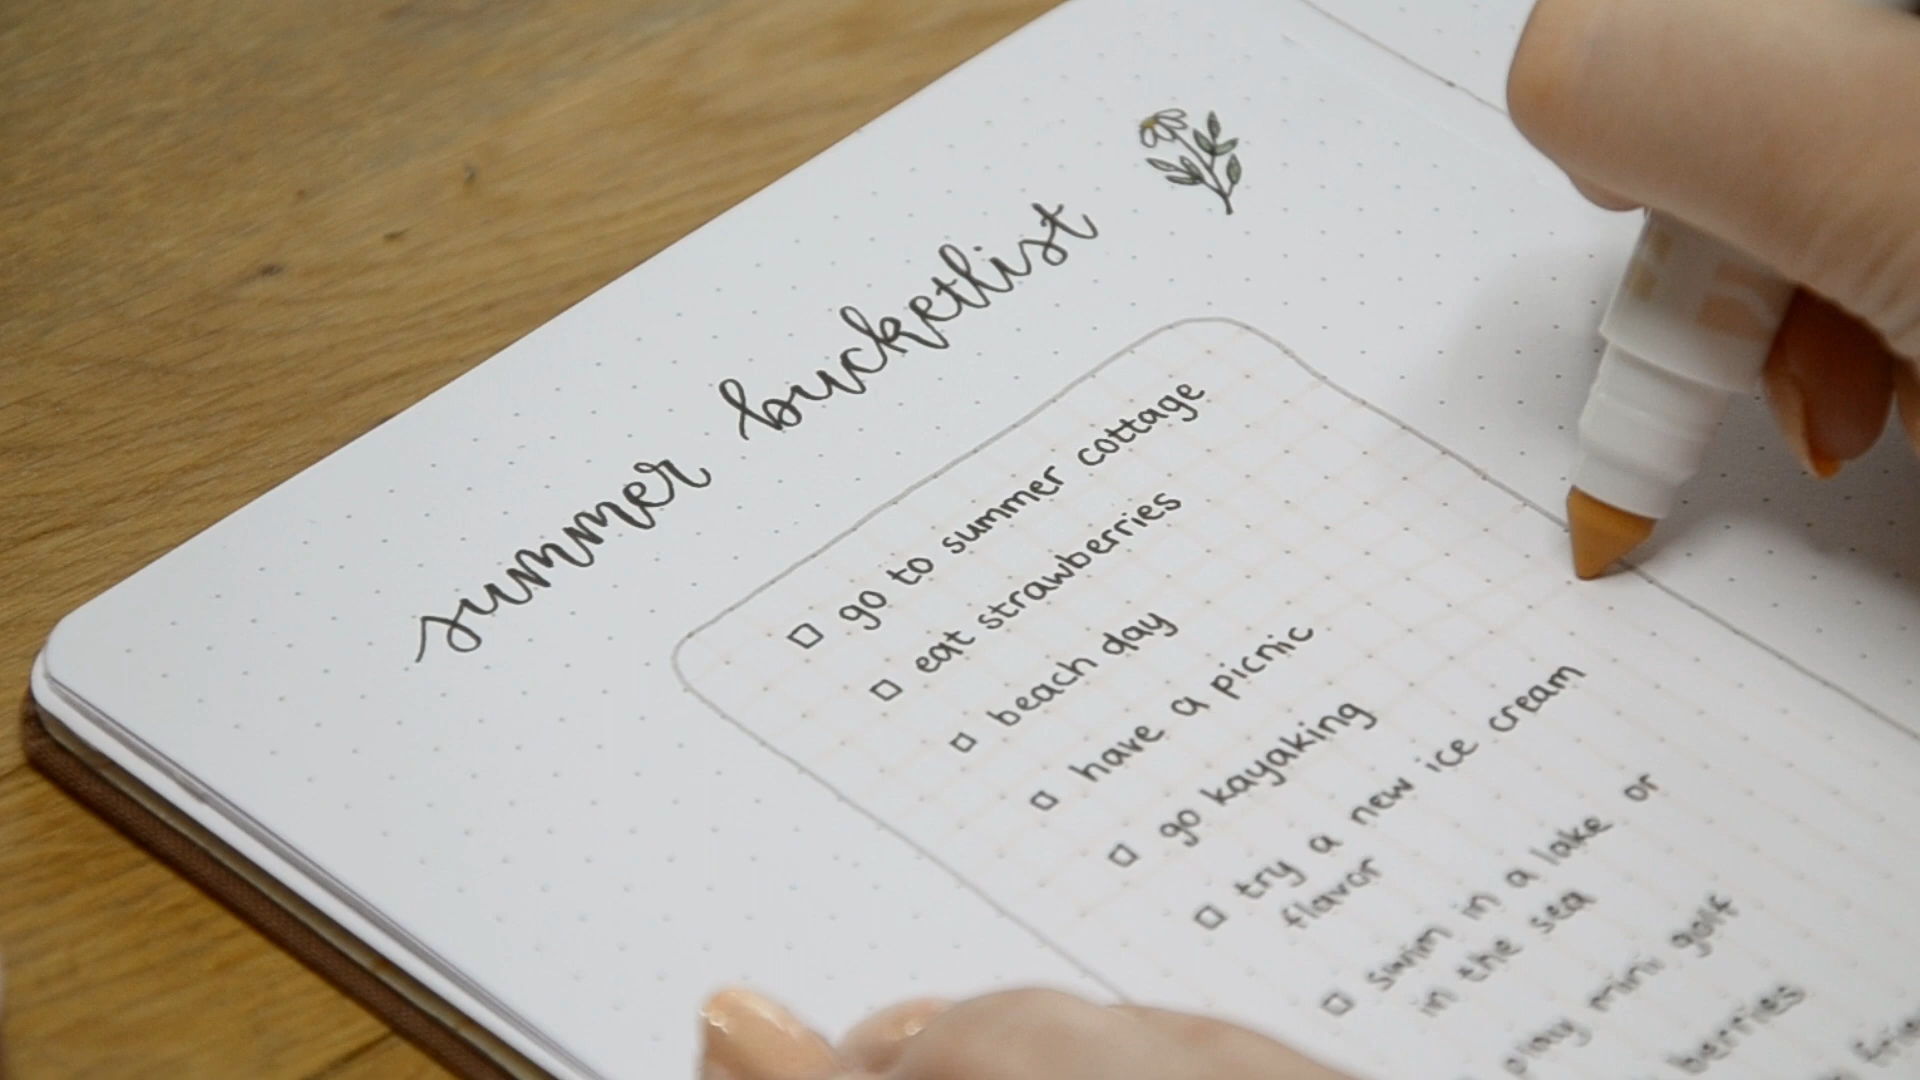 summer bucketlist
go to summer cottage
eat strawberries
beach day
have a picnic
go kayaking
try a new ice cream
flavor
swim in a lake or
in the sea
play mini golf
berries